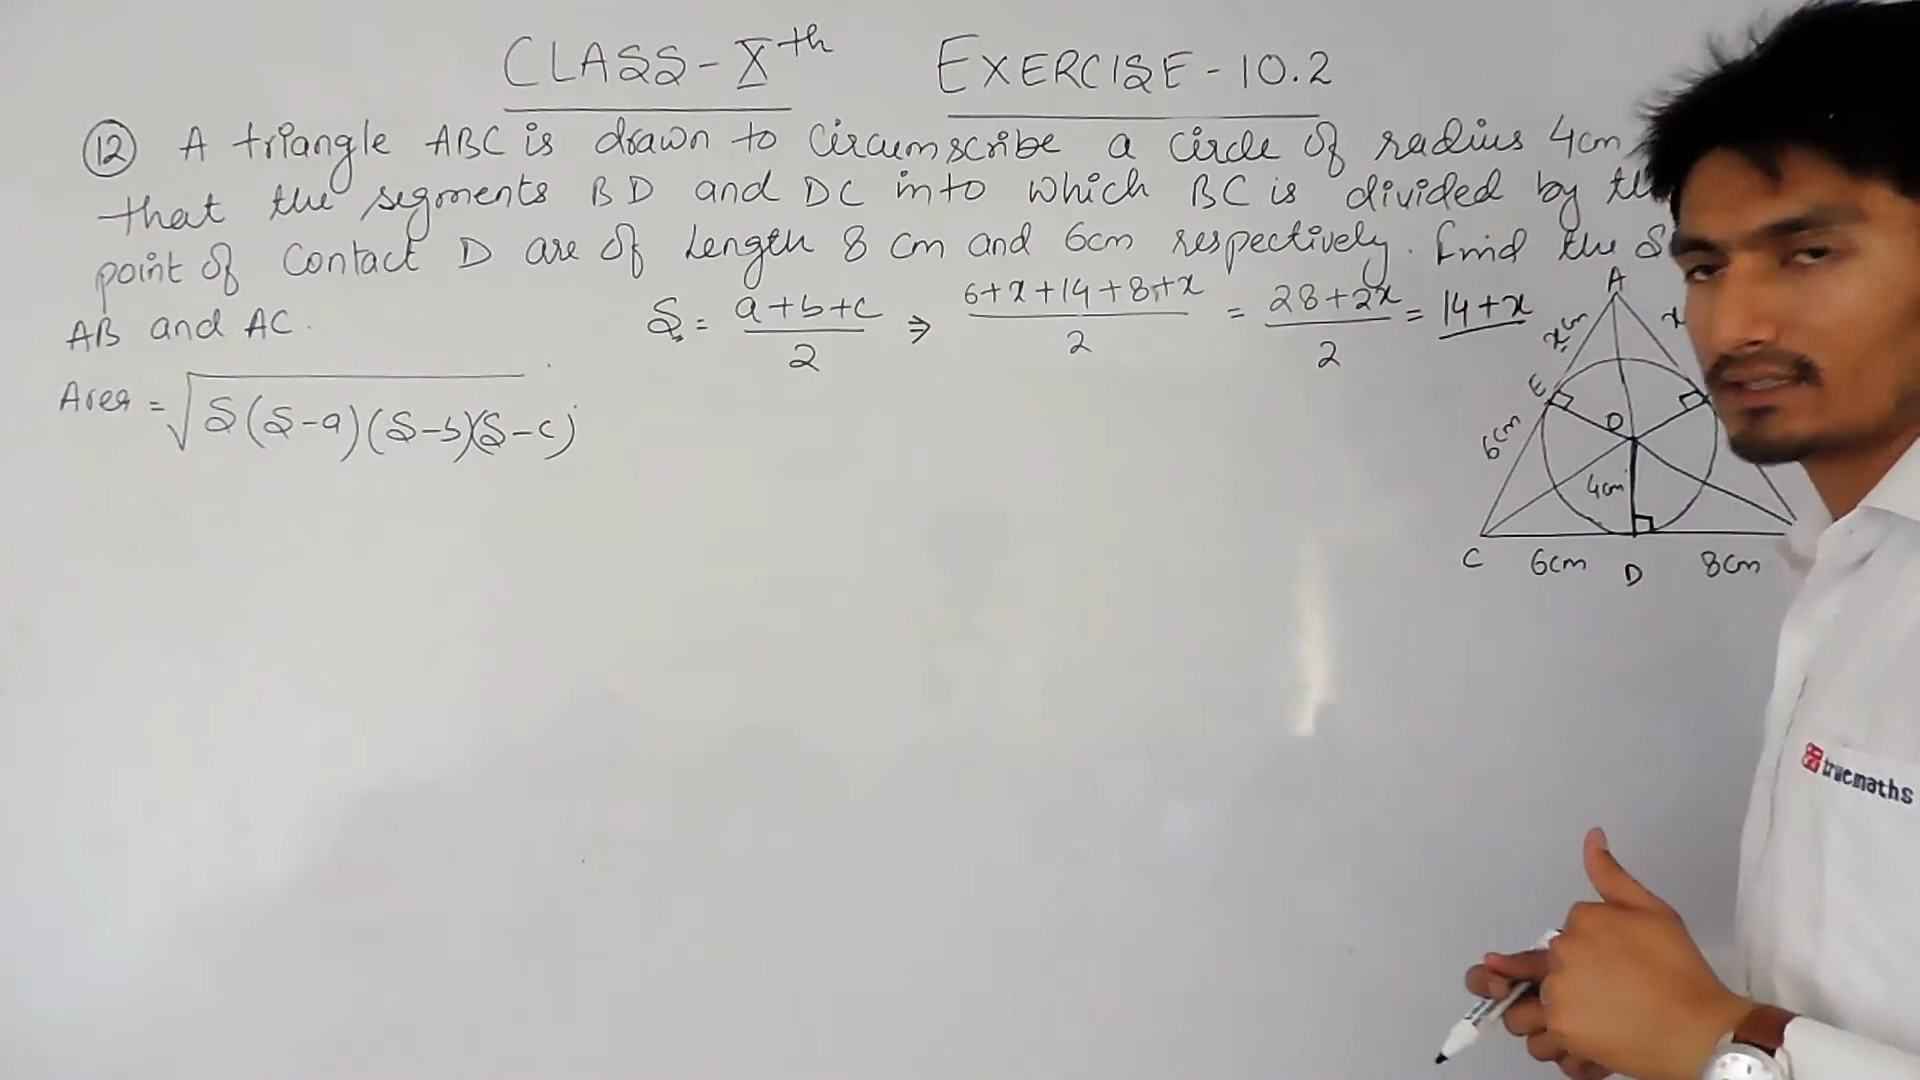 CLASS - Xth EXERCISE - 10.2
12 A triangle ABC is drawn to circumscribe a circle of radius 4cm
that the segments BD and DC into which BC is divided by
point of contact D are of length 8 cm and 6cm respectively. Find the
AB and AC.
S = a+b+c / 2 ⇒ 6+x+14+8+x / 2 = 28+2x / 2 = 14+x
Area = √S(S-a)(S-b)(S-c)
A
x cm
x
E
6cm
O
4cm
C 6cm D 8cm
truemaths